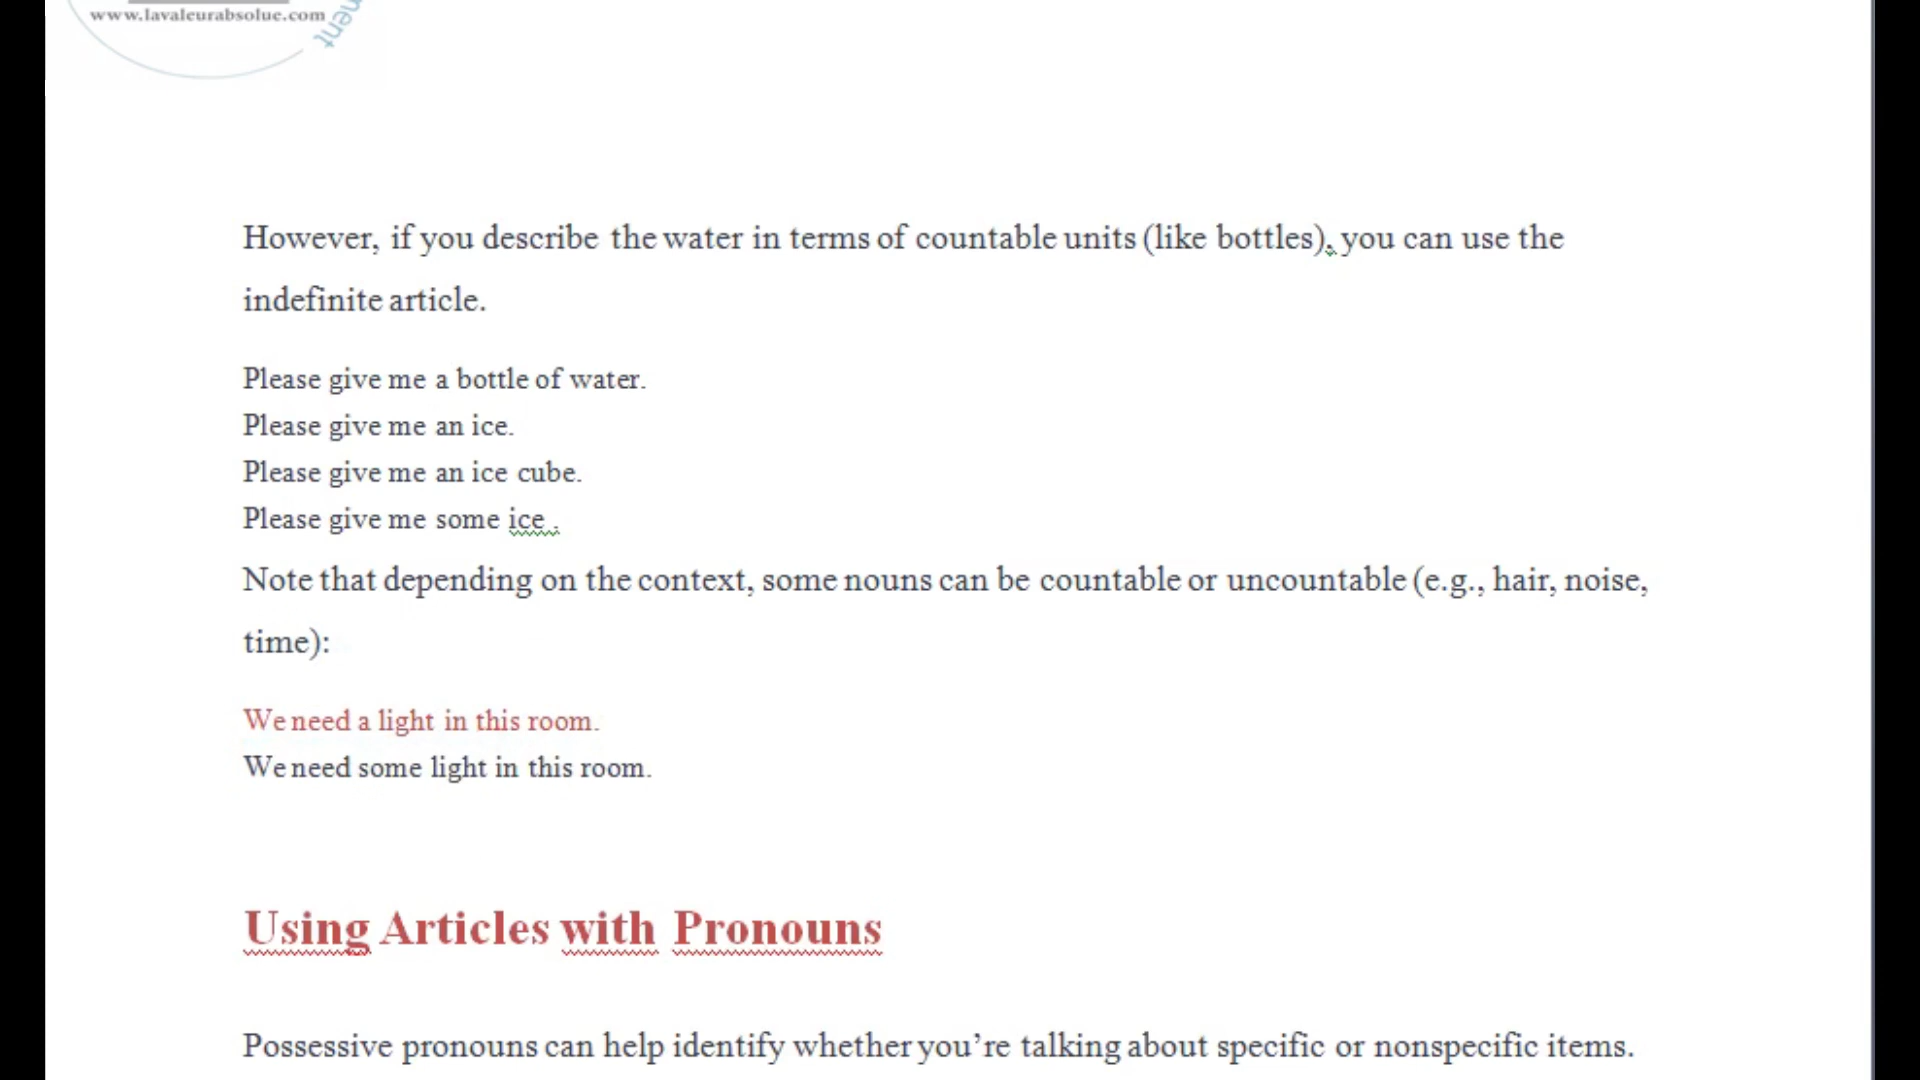 www.lavaleurabsolue.com
nent
However, if you describe the water in terms of countable units (like bottles), you can use the
indefinite article.
Please give me a bottle of water.
Please give me an ice.
Please give me an ice cube.
Please give me some ice .
Note that depending on the context, some nouns can be countable or uncountable (e.g., hair, noise,
time):
We need a light in this room.
We need some light in this room.
Using Articles with Pronouns
Possessive pronouns can help identify whether you’re talking about specific or nonspecific items.